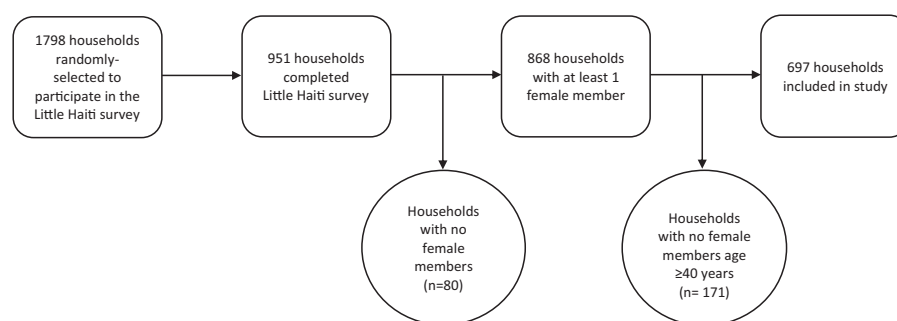 1798 households
randomly-
selected to
participate in the
Little Haiti survey
951 households
completed
Little Haiti survey
868 households
with at least 1
female member
697 households
included in study
Households
with no
female
members
(n=80)
Households
with no female
members age
≥40 years
(n= 171)